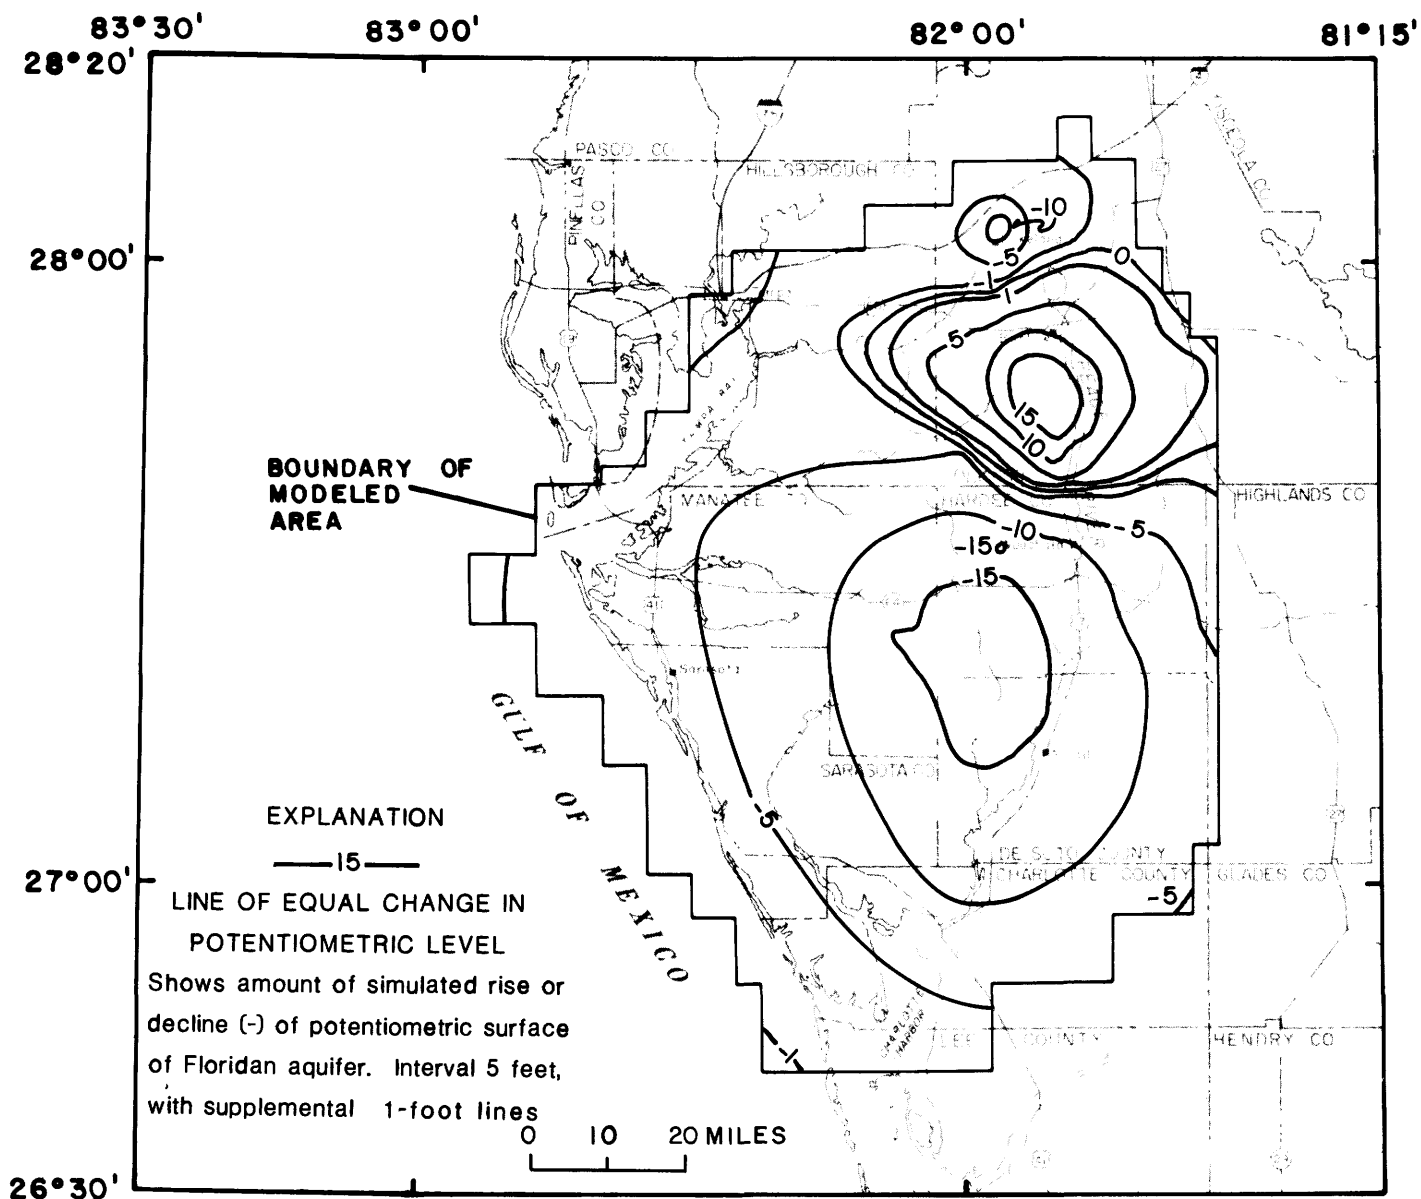 83°30'
83°00'
82°00'
81°15'
28°20'
PASCO CO
HILLSBOROUGH CO
PINELLAS
CO
-10
28°00'
-5
-1
0
1
5
15
10
BOUNDARY OF
MODELED
AREA
MANATEE CO
HIGHLANDS CO
-10
-5
-15
-15
GULF OF MEXICO
SARASOTA CO
-5
EXPLANATION
15
LINE OF EQUAL CHANGE IN
POTENTIOMETRIC LEVEL
Shows amount of simulated rise or
decline (-) of potentiometric surface
of Floridan aquifer. Interval 5 feet,
with supplemental 1-foot lines
27°00'
DE SOTO COUNTY
CHARLOTTE COUNTY
GLADES CO
-5
CHARLOTTE
HARBOR
LEE COUNTY
HENDRY CO
-1
0 10 20 MILES
26°30'